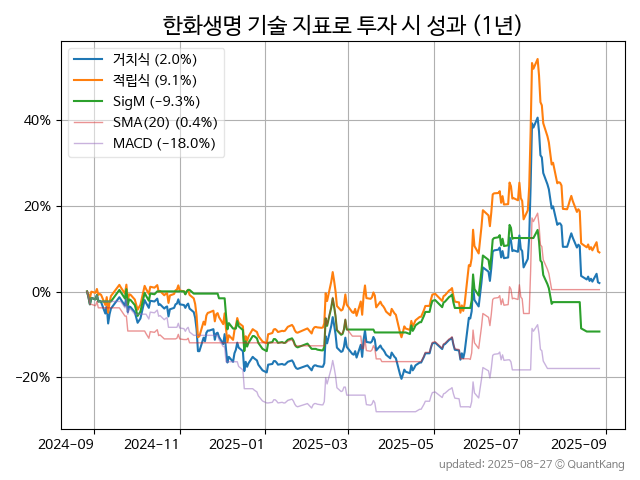 한화생명 기술 지표로 투자 시 성과 (1년)
거치식 (2.0%)
적립식 (9.1%)
SigM (−9.3%)
SMA(20) (0.4%)
MACD (−18.0%)
40%
20%
0%
−20%
2024-09 2024-11 2025-01 2025-03 2025-05 2025-07 2025-09
updated: 2025-08-27 © QuantKang